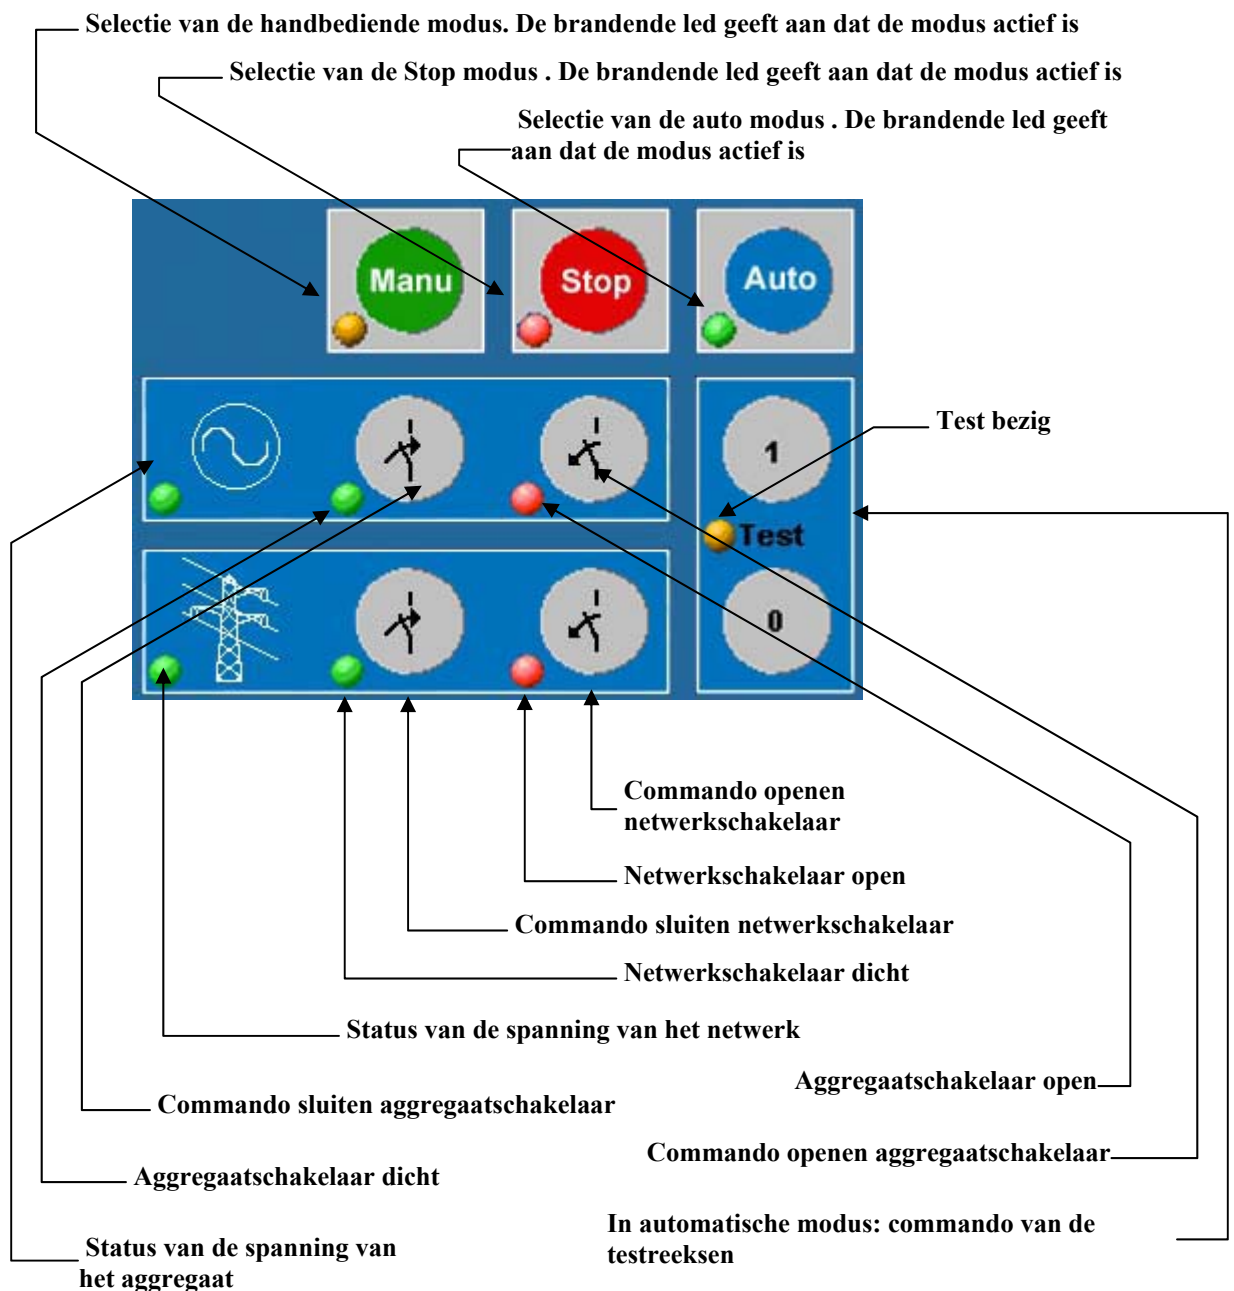 Selectie van de handbediende modus. De brandende led geeft aan dat de modus actief is
Selectie van de Stop modus . De brandende led geeft aan dat de modus actief is
Selectie van de auto modus . De brandende led geeft
aan dat de modus actief is
Manu
Stop
Auto
Test bezig
1
Test
0
Commando openen
netwerkschakelaar
Netwerkschakelaar open
Commando sluiten netwerkschakelaar
Netwerkschakelaar dicht
Status van de spanning van het netwerk
Aggregaatschakelaar open
Commando sluiten aggregaatschakelaar
Commando openen aggregaatschakelaar
Aggregaatschakelaar dicht
In automatische modus: commando van de
testreeksen
Status van de spanning van
het aggregaat